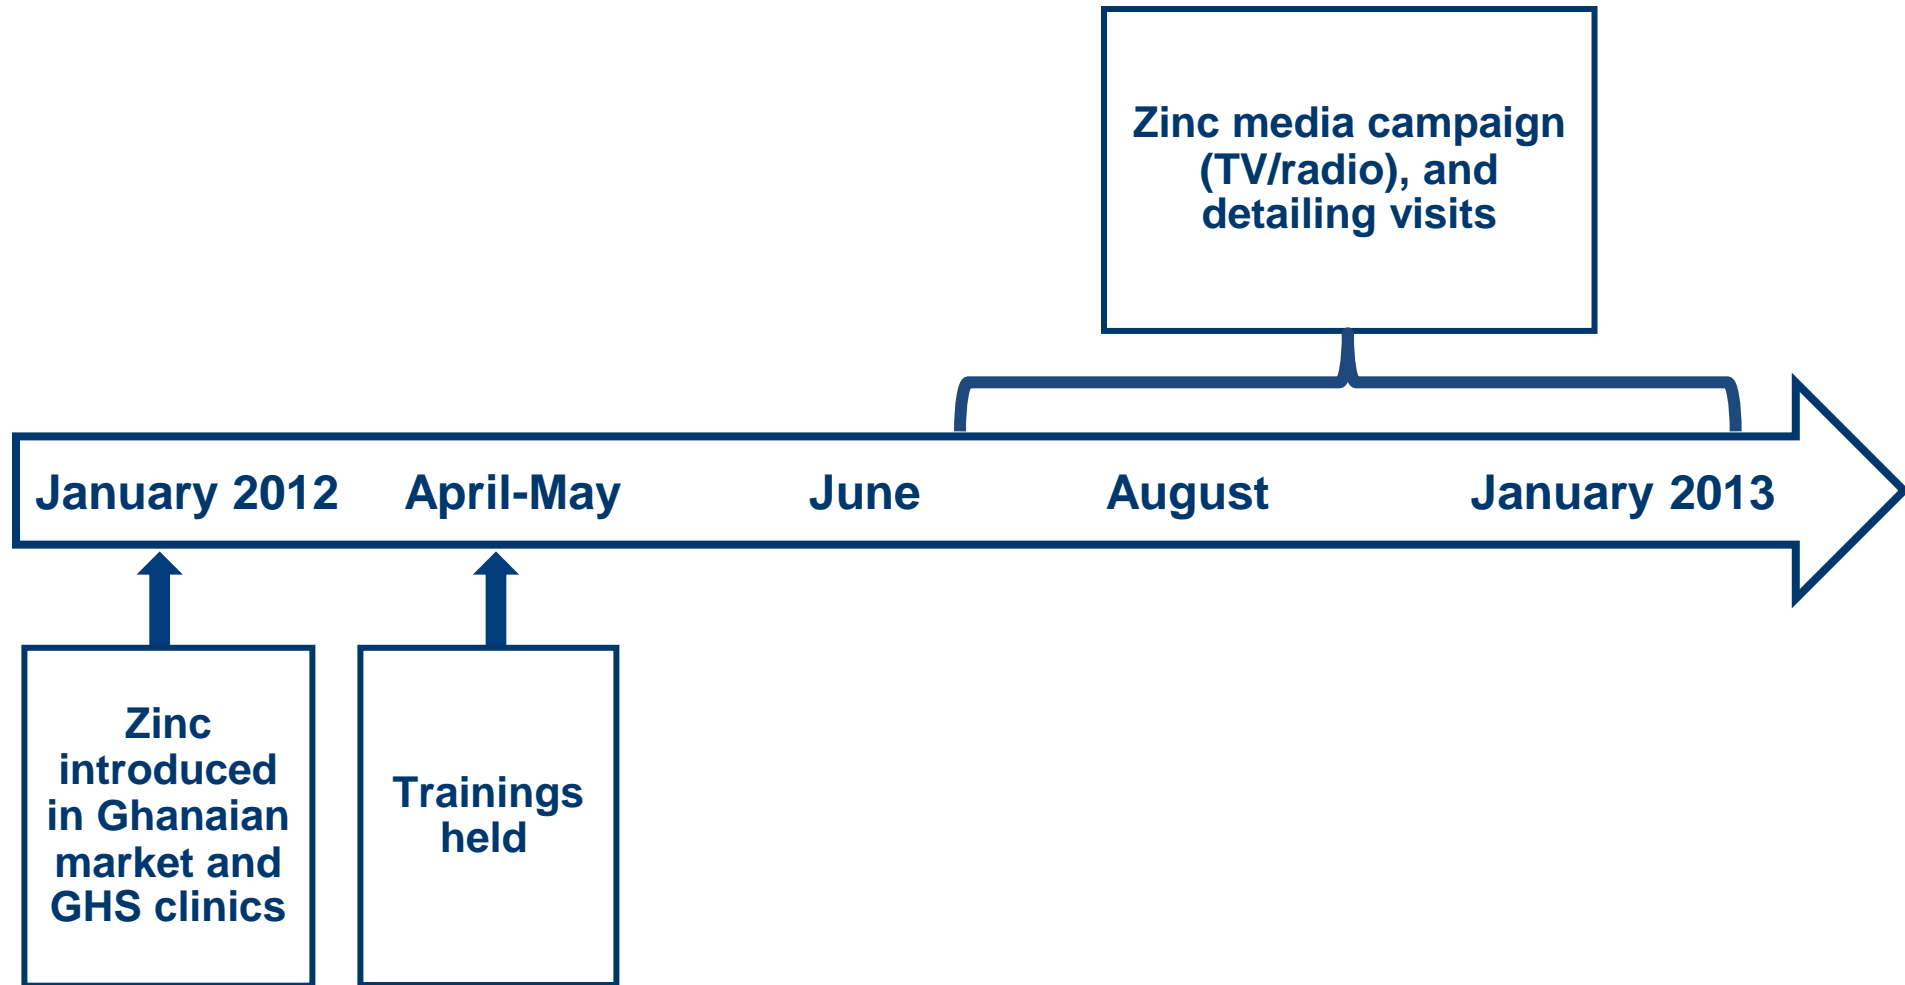 Zinc media campaign
(TV/radio), and
detailing visits
January 2012 April-May June August January 2013
Zinc
introduced
in Ghanaian
market and
GHS clinics
Trainings
held